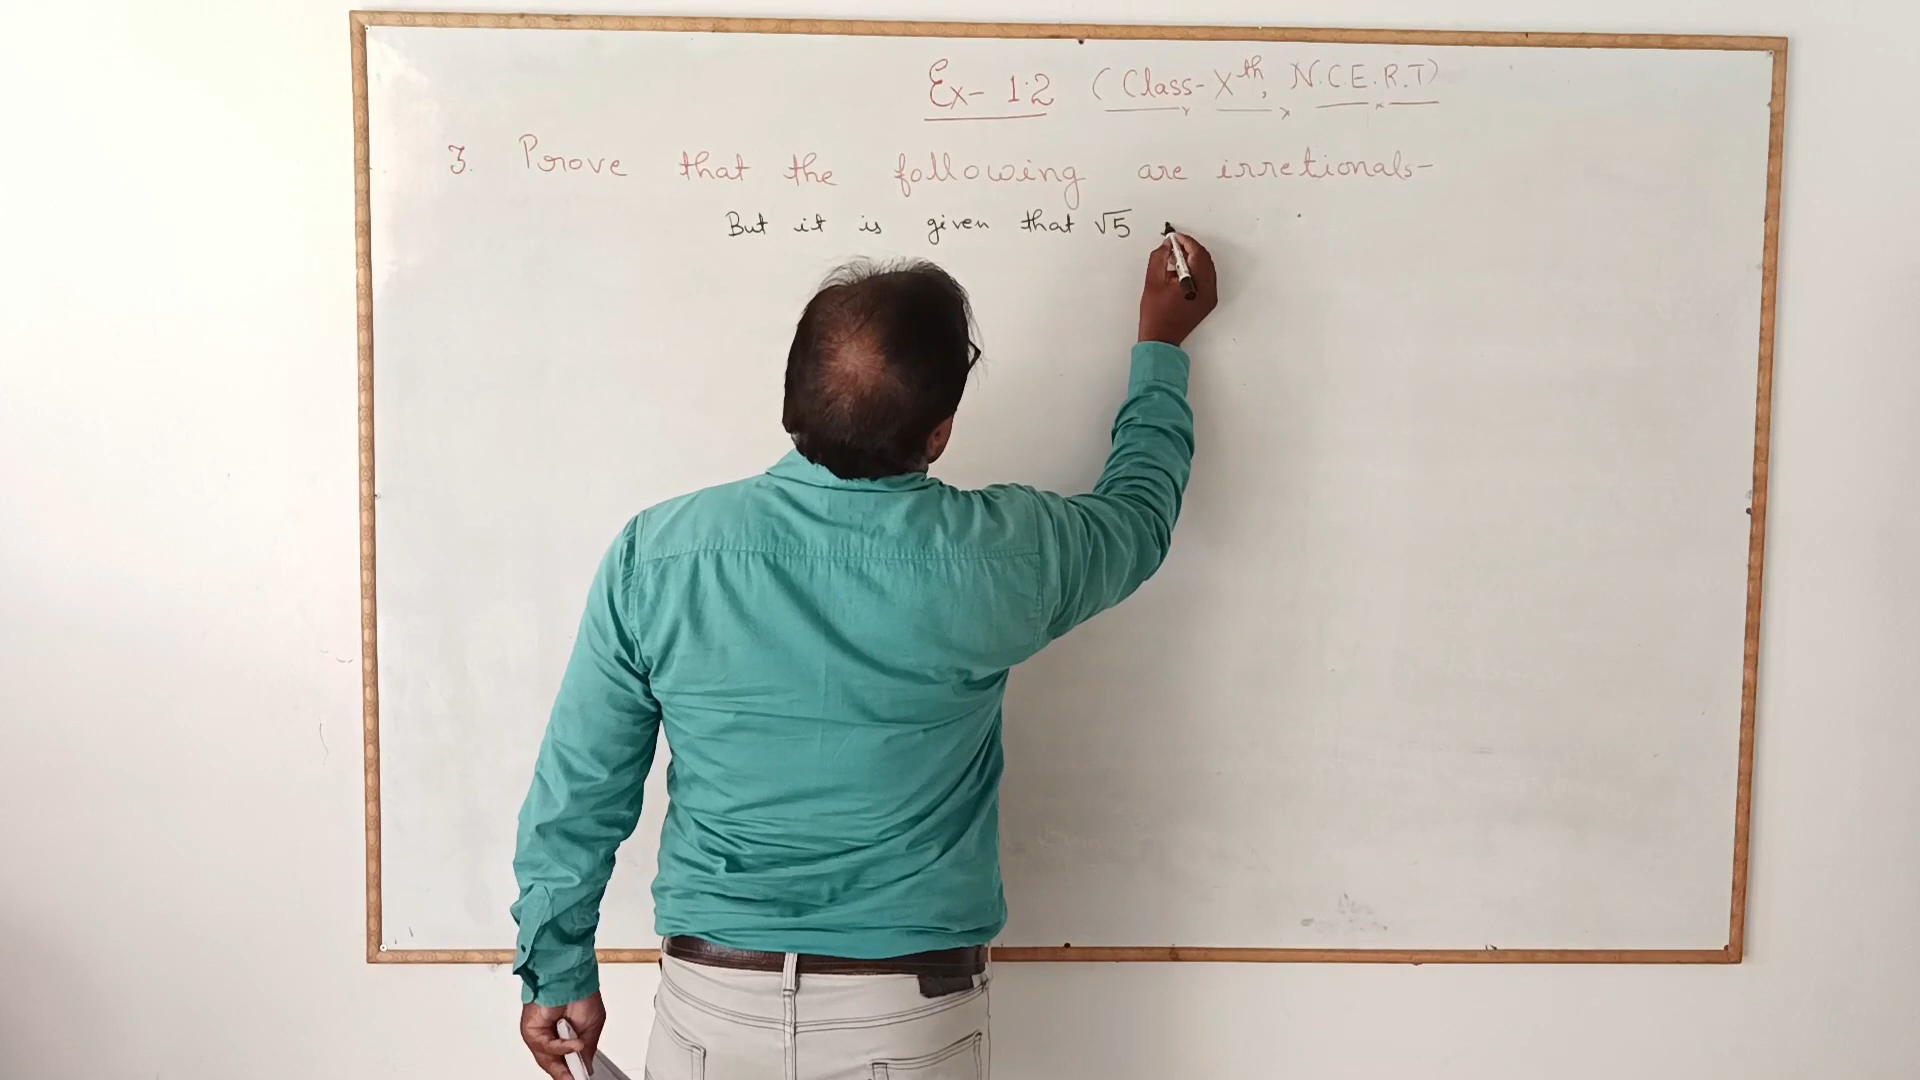 Ex- 1.2 (Class- Xth, N.C.E.R.T)
3. Prove that the following are irretionals-
But it is given that √5